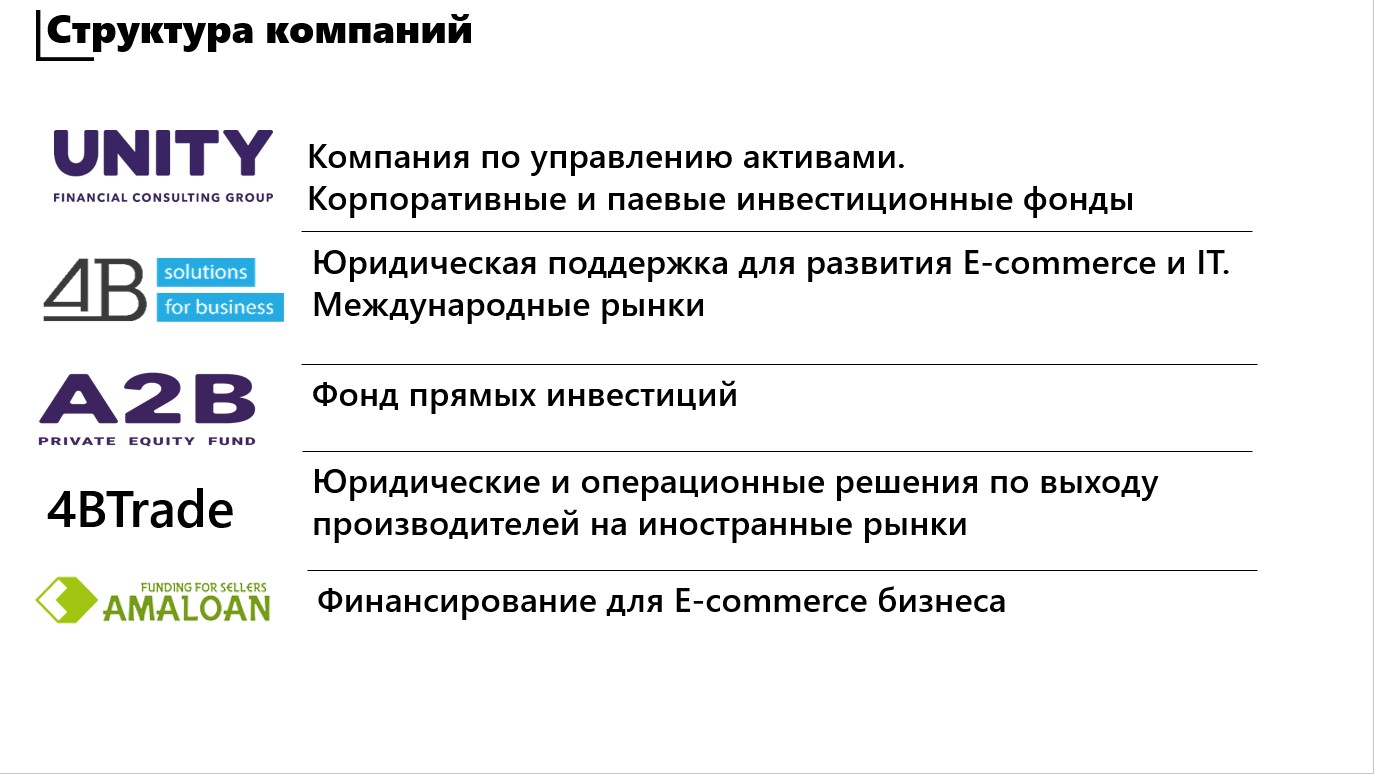 Структура компаний
UNITY
FINANCIAL CONSULTING GROUP
Компания по управлению активами.
Корпоративные и паевые инвестиционные фонды
4B
solutions
for business
Юридическая поддержка для развития E-commerce и IT.
Международные рынки
A2B
PRIVATE EQUITY FUND
Фонд прямых инвестиций
4BTrade
Юридические и операционные решения по выходу
производителей на иностранные рынки
FUNDING FOR SELLERS
AMALOAN
Финансирование для E-commerce бизнеса